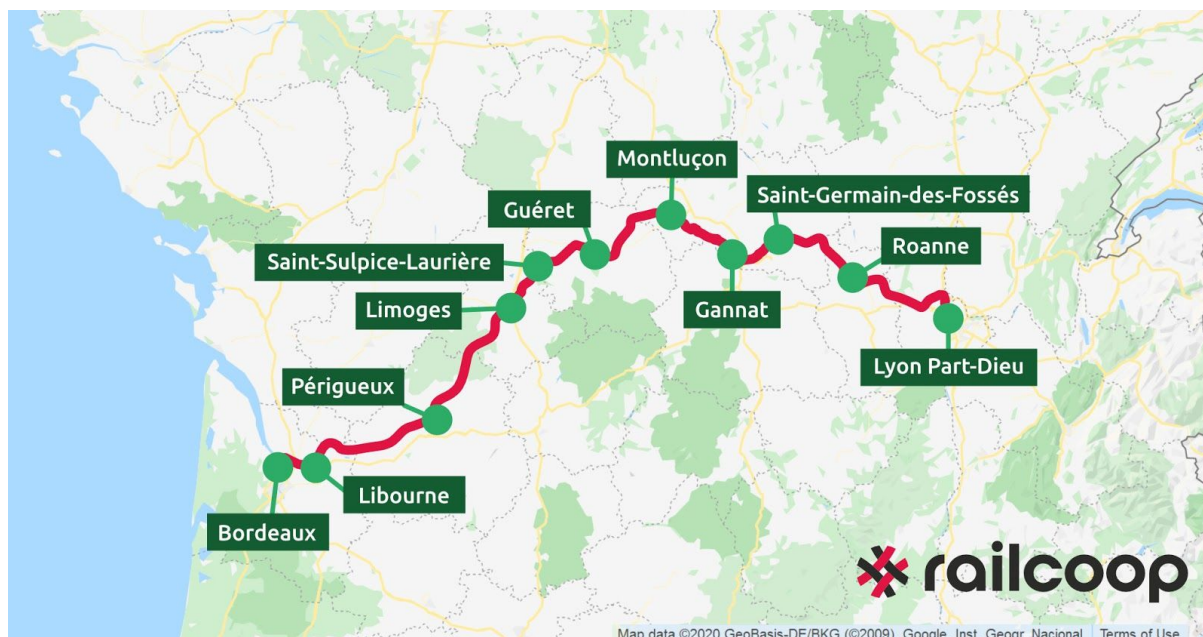 Montluçon
Saint-Germain-des-Fossés
Guéret
Roanne
Saint-Sulpice-Laurière
Limoges
Gannat
Lyon Part-Dieu
Périgueux
Libourne
Bordeaux
railcoop
Map data ©2020 GeoBasis-DE/BKG (©2009), Google, Inst. Geogr. Nacional Terms of Use